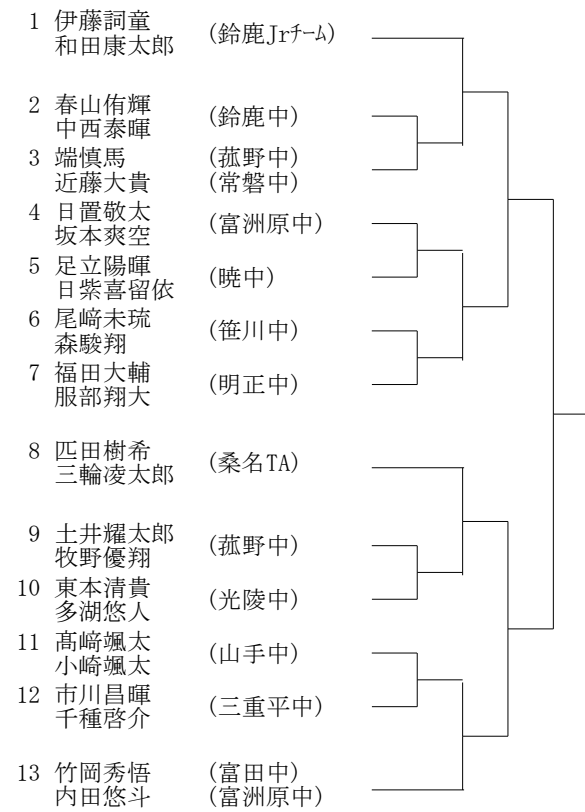 1 伊藤詞童
和田康太郎 (鈴鹿Jrﾁｰﾑ)
2 春山侑輝
中西泰暉 (鈴鹿中)
3 端慎馬 (菰野中)
近藤大貴 (常磐中)
4 日置敬太
坂本爽空 (富洲原中)
5 足立陽暉
日紫喜留依 (暁中)
6 尾﨑未琉
森駿翔 (笹川中)
7 福田大輔
服部翔大 (明正中)
8 匹田樹希
三輪凌太郎 (桑名TA)
9 土井耀太郎
牧野優翔 (菰野中)
10 東本清貴
多湖悠人 (光陵中)
11 髙﨑颯太
小崎颯太 (山手中)
12 市川昌暉
千種啓介 (三重平中)
13 竹岡秀悟 (富田中)
内田悠斗 (富洲原中)